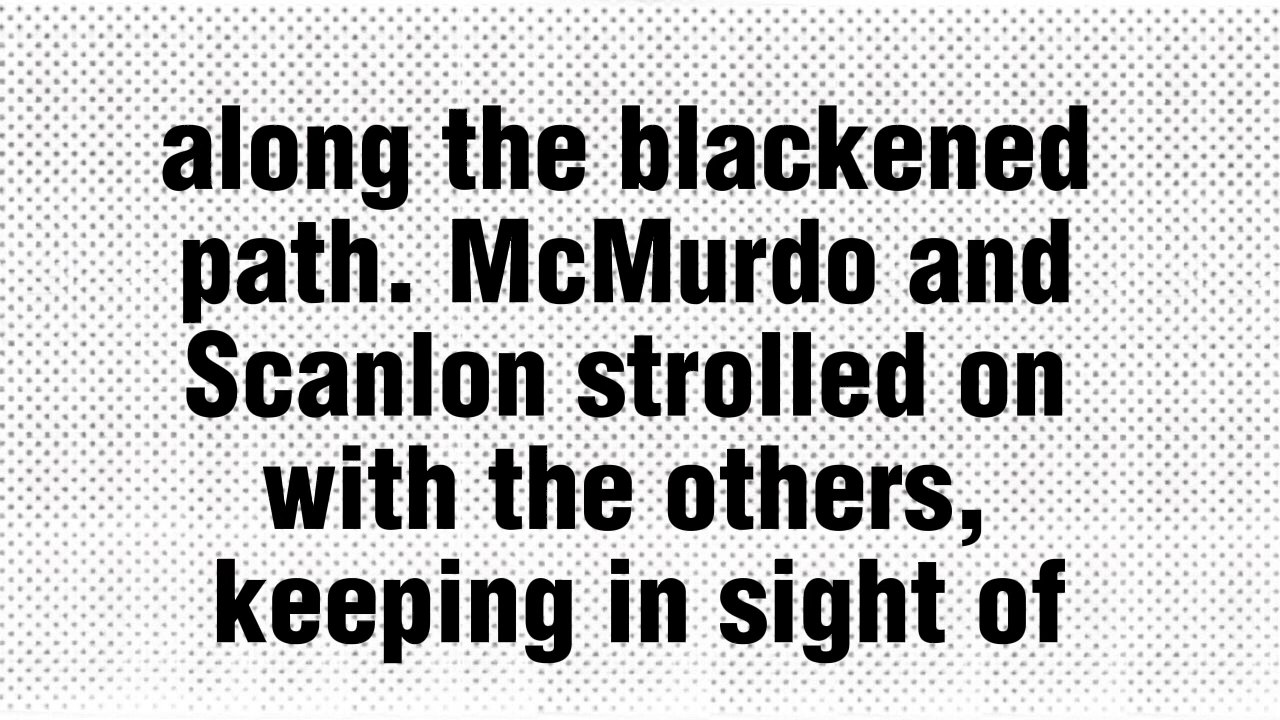 along the blackened
path. McMurdo and
Scanlon strolled on
with the others,
keeping in sight of